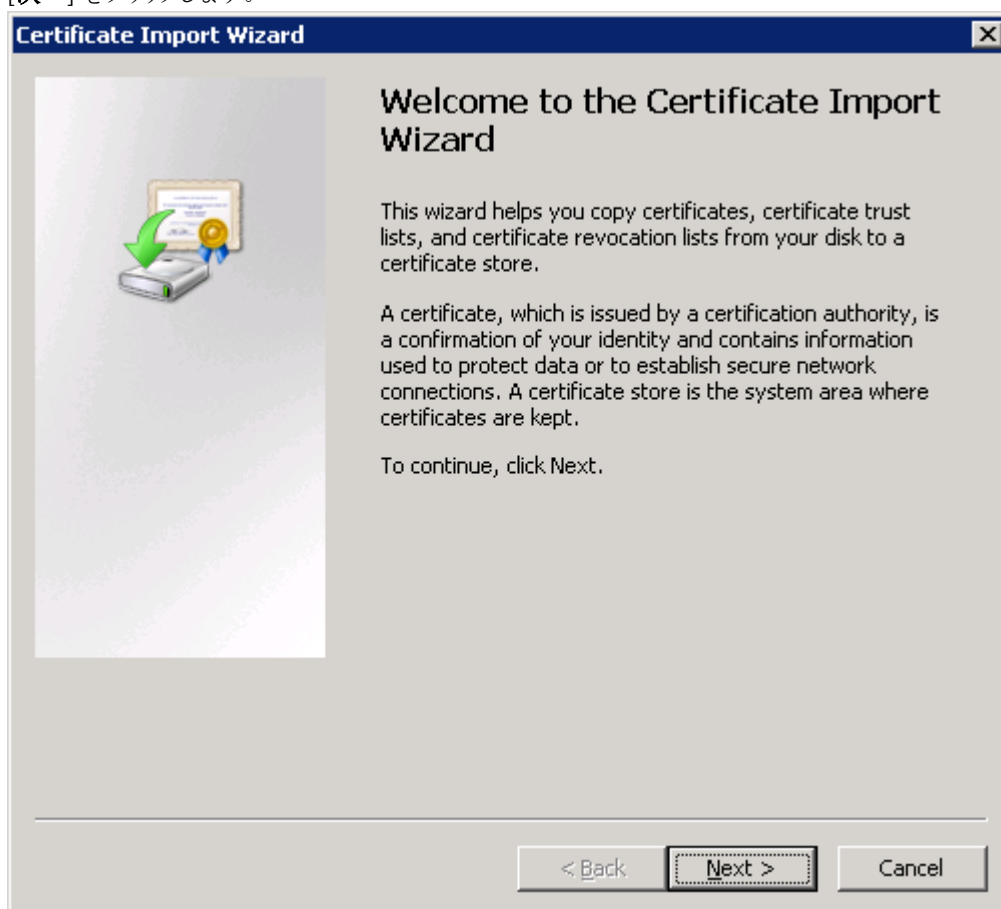 Certificate Import Wizard
Welcome to the Certificate Import
Wizard
This wizard helps you copy certificates, certificate trust
lists, and certificate revocation lists from your disk to a
certificate store.
A certificate, which is issued by a certification authority, is
a confirmation of your identity and contains information
used to protect data or to establish secure network
connections. A certificate store is the system area where
certificates are kept.
To continue, click Next.
< Back
Next >
Cancel